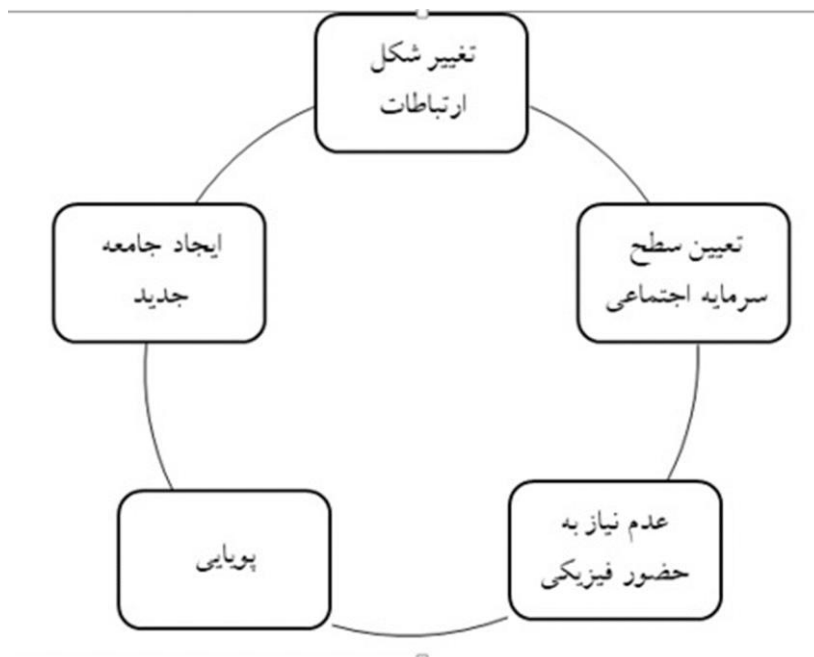 تغییر شکل
ارتباطات
تعیین سطح
سرمایه اجتماعی
عدم نیاز به
حضور فیزیکی
پویایی
ایجاد جامعه
جدید